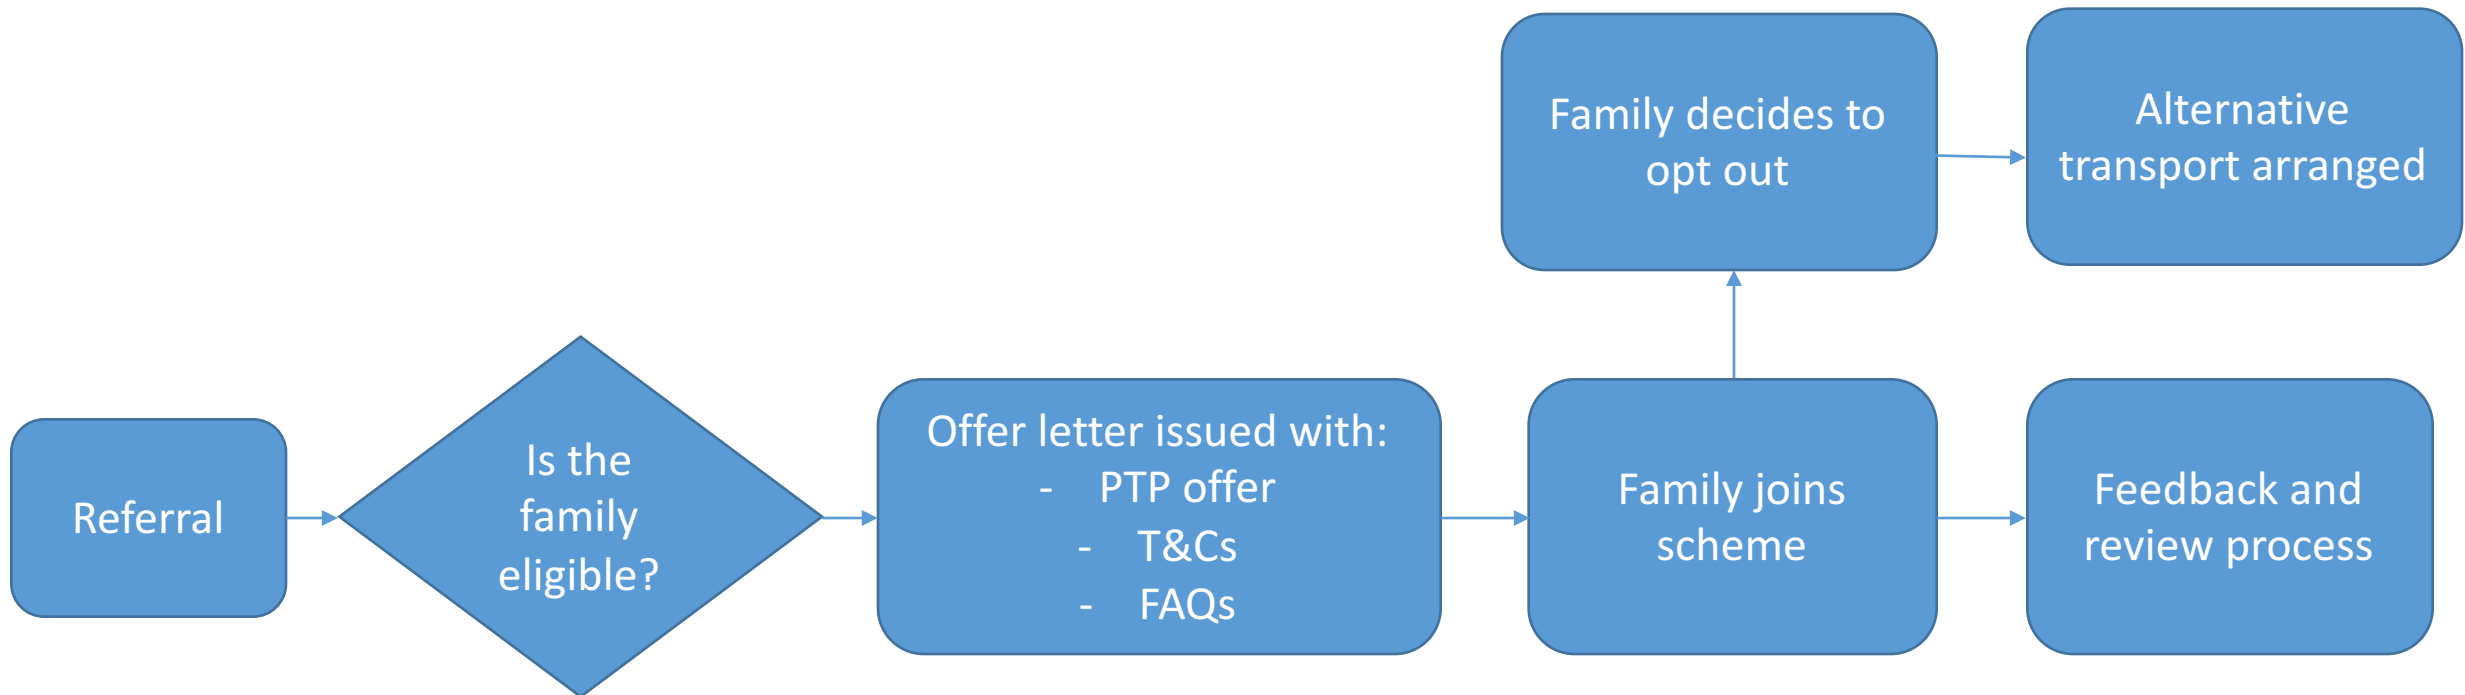 Referral
Is the
family
eligible?
Offer letter issued with:
- PTP offer
- T&Cs
- FAQs
Family joins
scheme
Family decides to
opt out
Alternative
transport arranged
Feedback and
review process